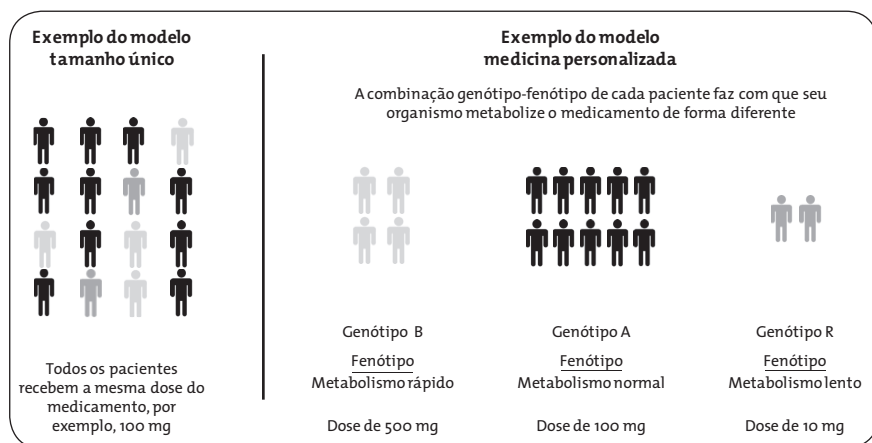 Exemplo do modelo
tamanho único
Todos os pacientes
recebem a mesma dose do
medicamento, por
exemplo, 100 mg
Exemplo do modelo
medicina personalizada
A combinação genótipo-fenótipo de cada paciente faz com que seu
organismo metabolize o medicamento de forma diferente
Genótipo B
Fenótipo
Metabolismo rápido
Dose de 500 mg
Genótipo A
Fenótipo
Metabolismo normal
Dose de 100 mg
Genótipo R
Fenótipo
Metabolismo lento
Dose de 10 mg